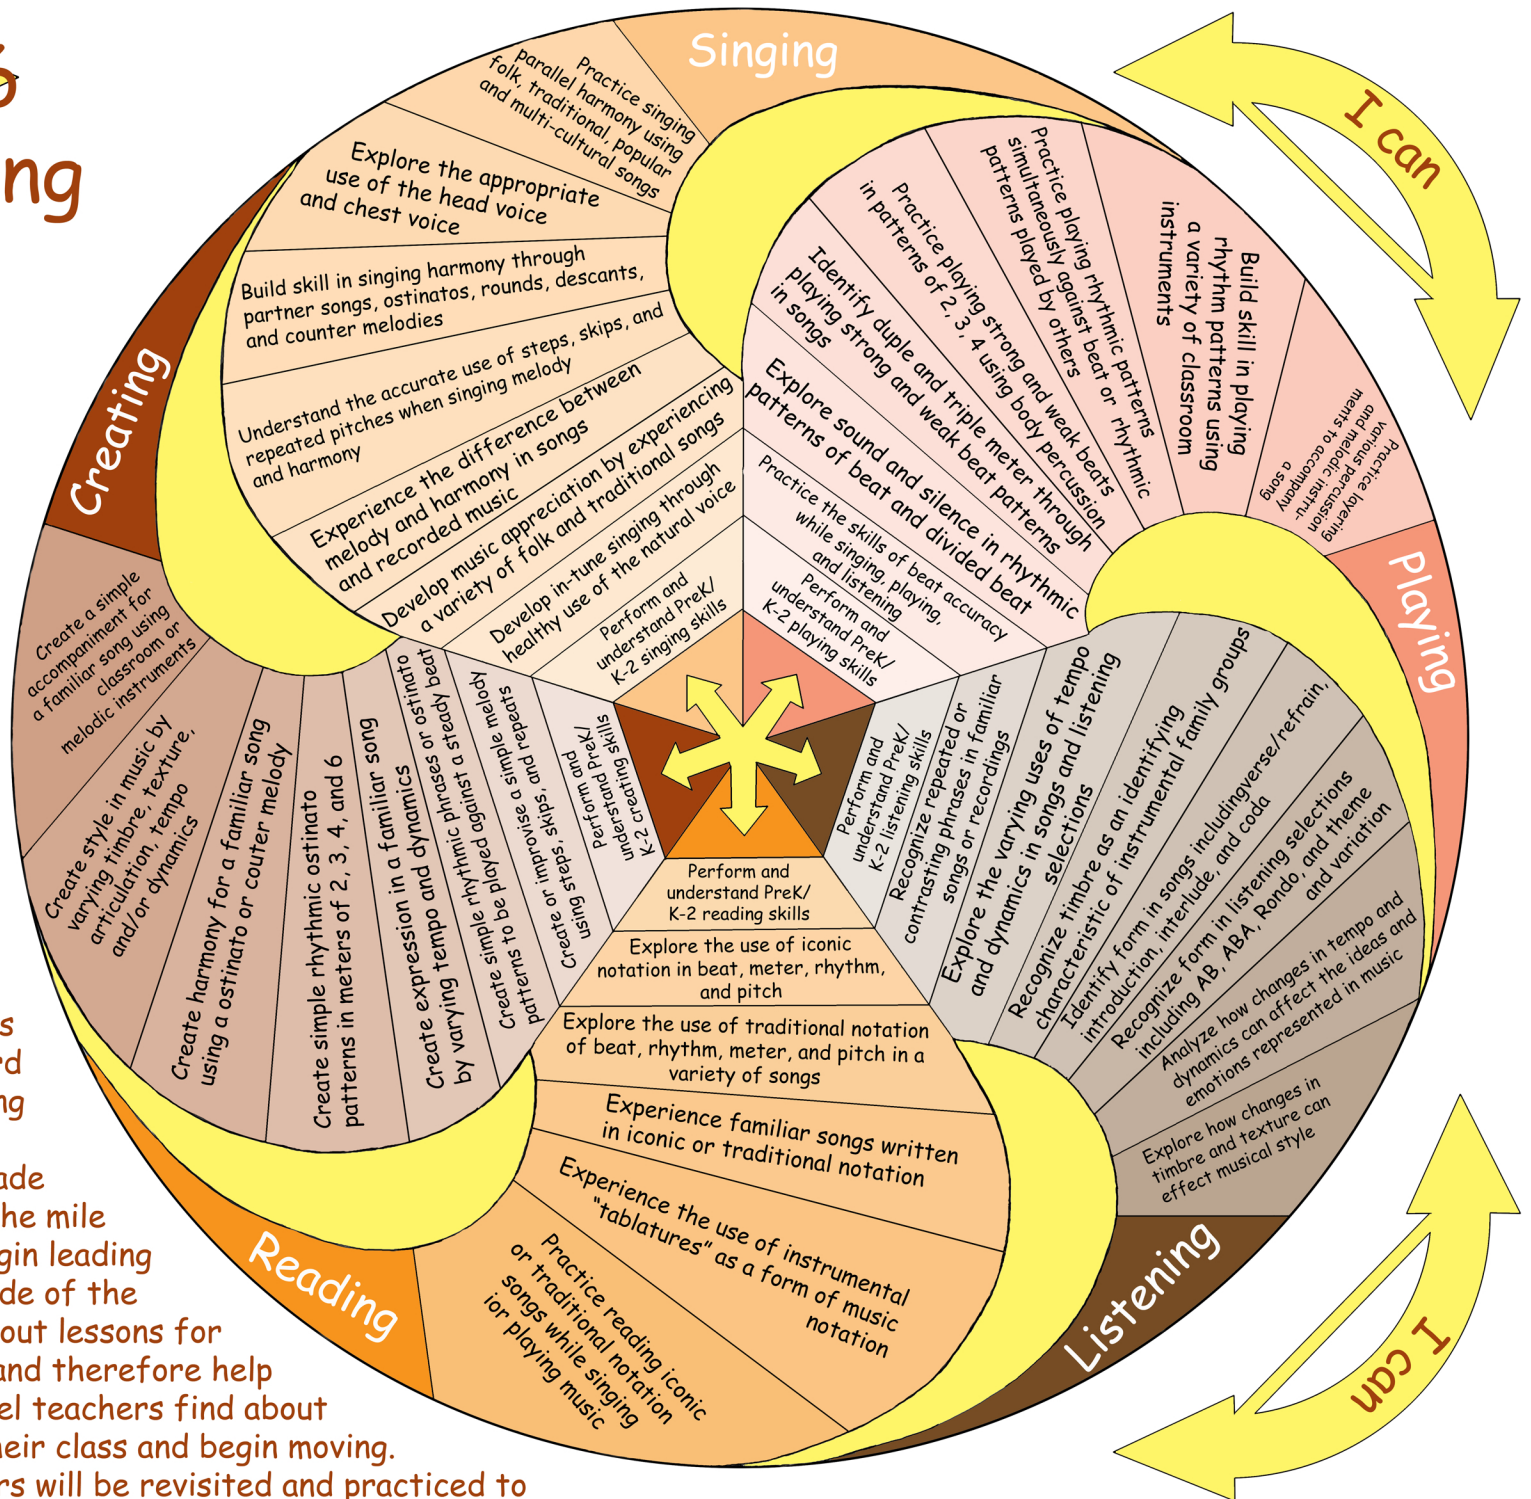 6
ng
Singing
Practice singing
parallel harmony using
folk, traditional, popular
and multi-cultural songs
Explore the appropriate
use of the head voice
and chest voice
Build skill in singing harmony through
partner songs, ostinatos, rounds, descants,
and counter melodies
Understand the accurate use of steps, skips, and
repeated pitches when singing melody
and harmony
Experience the difference between
melody and harmony in songs
and recorded music
Develop music appreciation by experiencing
a variety of folk and traditional songs
Develop in-tune singing through
healthy use of the natural voice
Perform and
understand PreK/
K-2 singing skills
Playing
Practice layering
various percussion
and melodic instru-
ments to accompany
a song
Build skill in playing
rhythm patterns using
a variety of classroom
instruments
Practice playing rhythmic patterns
simultaneously against beat or rhythmic
patterns played by others
Practice playing strong and weak beats
in patterns of 2, 3, 4 using body percussion
Identify duple and triple meter through
playing strong and weak beat patterns
in songs
Explore sound and silence in rhythmic
patterns of beat and divided beat
Practice the skills of beat accuracy
while singing, playing,
and listening
Perform and
understand PreK/
K-2 playing skills
Listening
Perform and
understand PreK/
K-2 listening skills
Recognize repeated or
contrasting phrases in familiar
songs or recordings
Explore the varying uses of tempo
and dynamics in songs and listening
selections
Recognize timbre as an identifying
characteristic of instrumental family groups
Identify form in songs includingverse/refrain,
introduction, interlude, and coda
Recognize form in listening selections
including AB, ABA, Rondo, and theme
and variation
Analyze how changes in tempo and
dynamics can affect the ideas and
emotions represented in music
Explore how changes in
timbre and texture can
effect musical style
Reading
Perform and
understand PreK/
K-2 reading skills
Explore the use of iconic
notation in beat, meter, rhythm,
and pitch
Explore the use of traditional notation
of beat, rhythm, meter, and pitch in a
variety of songs
Experience familiar songs written
in iconic or traditional notation
Experience the use of instrumental
"tablatures" as a form of music
notation
Practice reading iconic
or traditional notation
songs while singing
ior playing music
Creating
Create a simple
accompaniment for
a familiar song using
classroom or
melodic instruments
Create style in music by
varying timbre, texture,
articulation, tempo
and/or dynamics
Create harmony for a familiar song
using a ostinato or couter melody
Create simple rhythmic ostinato
patterns in meters of 2, 3, 4, and 6
Create expression in a familiar song
by varying tempo and dynamics
Create simple rhythmic phrases or ostinato
patterns to be played against a steady beat
Create or improvise a simple melody
using steps, skips, and repeats
Perform and
understand PreK/
K-2 creating skills
I can
I can
s
rd
ng
ade
he mile
gin leading
de of the
out lessons for
and therefore help
el teachers find about
heir class and begin moving.
rs will be revisited and practiced to